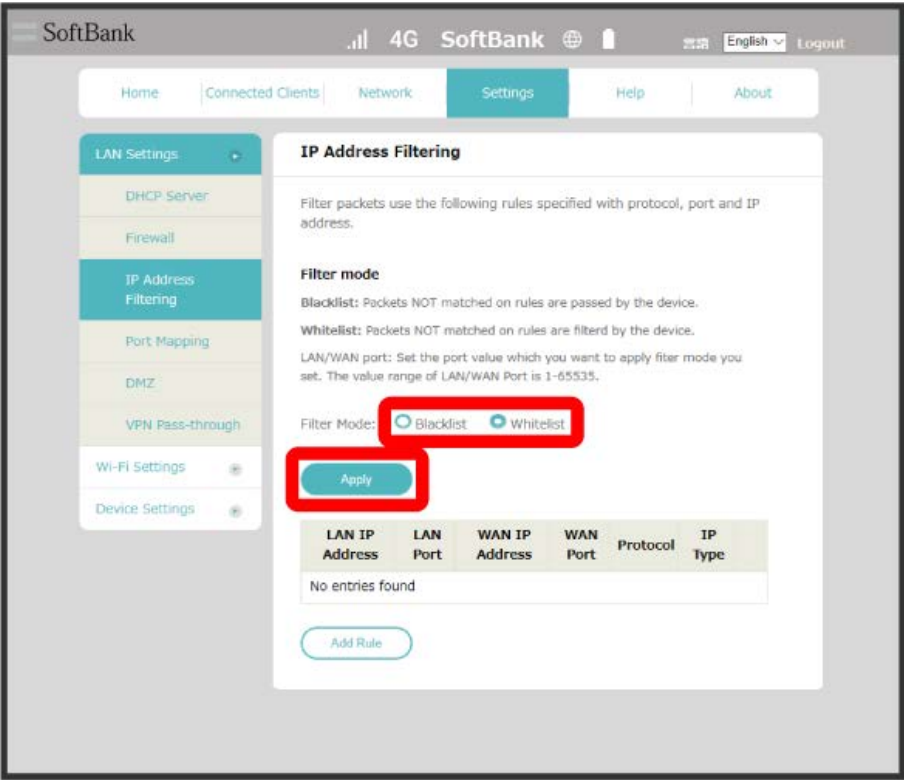 SoftBank
4G SoftBank
English
Logout
Home Connected Clients Network Settings Help About
LAN Settings
DHCP Server
Firewall
IP Address
Filtering
Port Mapping
DMZ
VPN Pass-through
Wi-Fi Settings
Device Settings
IP Address Filtering
Filter packets use the following rules specified with protocol, port and IP
address.
Filter mode
Blacklist: Packets NOT matched on rules are passed by the device.
Whitelist: Packets NOT matched on rules are filterd by the device.
LAN/WAN port: Set the port value which you want to apply fiter mode you
set. The value range of LAN/WAN Port is 1-65535.
Filter Mode: Blacklist Whitelist
Apply
LAN IP Address LAN Port WAN IP Address WAN Port Protocol IP Type
No entries found
Add Rule